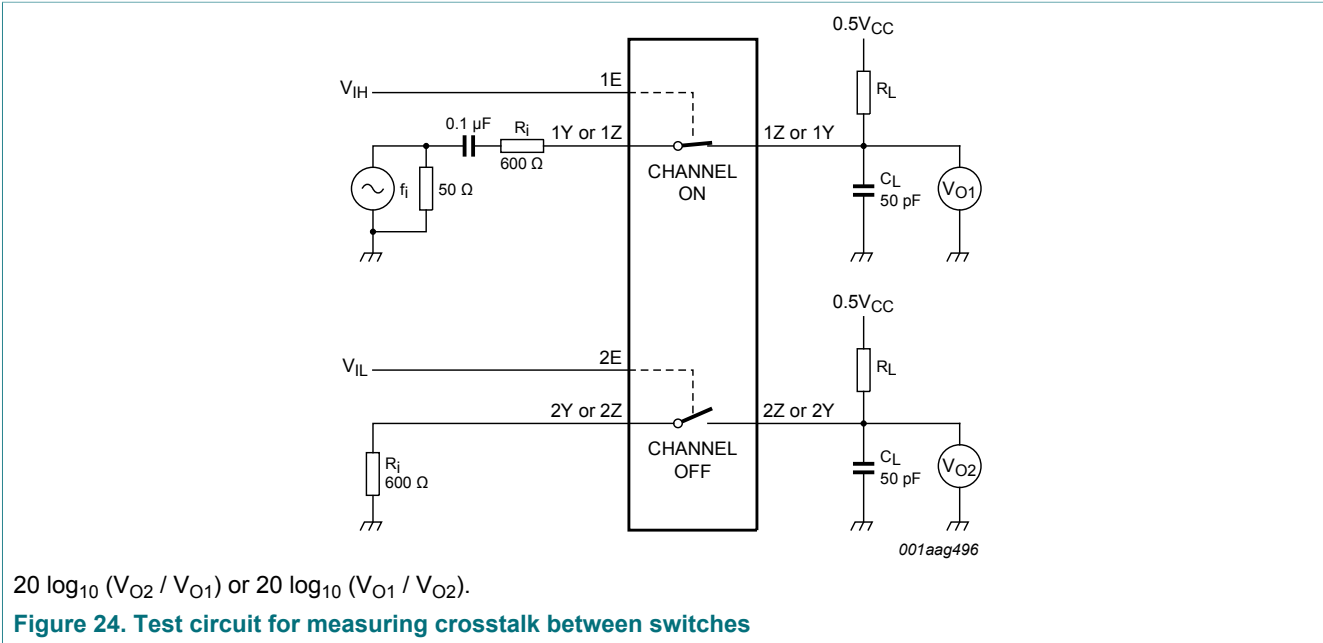 0.5VCC
1E
VIH
RL
0.1 µF
Ri
1Y or 1Z
1Z or 1Y
600 Ω
CHANNEL
ON
fi
50 Ω
CL
50 pF
VO1
0.5VCC
2E
VIL
RL
2Y or 2Z
2Z or 2Y
CHANNEL
OFF
Ri
600 Ω
CL
50 pF
VO2
001aag496
20 log10 (VO2 / VO1) or 20 log10 (VO1 / VO2).
Figure 24. Test circuit for measuring crosstalk between switches